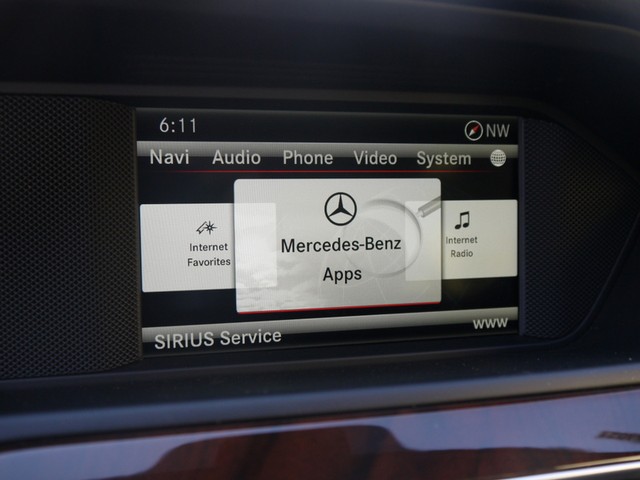 6:11 NW
Navi Audio Phone Video System
Internet
Favorites
Mercedes-Benz
Apps
Internet
Radio
SIRIUS Service www